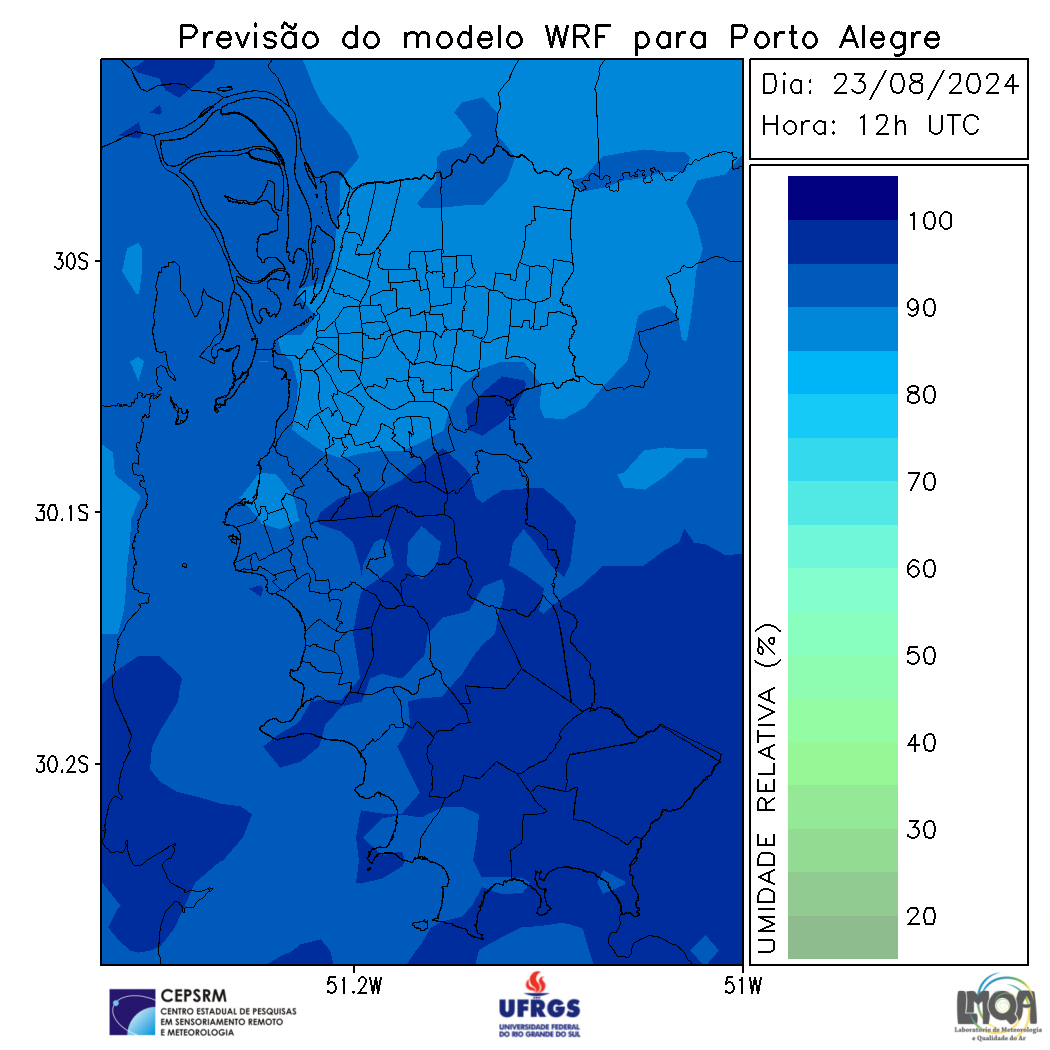 Previsão do modelo WRF para Porto Alegre
Dia: 23/08/2024
Hora: 12h UTC
30S
30.1S
30.2S
51.2W
51W
UMIDADE RELATIVA (%)
100
90
80
70
60
50
40
30
20
CEPSRM
CENTRO ESTADUAL DE PESQUISAS
EM SENSORIAMENTO REMOTO
E METEOROLOGIA
UFRGS
UNIVERSIDADE FEDERAL
DO RIO GRANDE DO SUL
LMQA
Laboratório de Meteorologia
e Qualidade do Ar